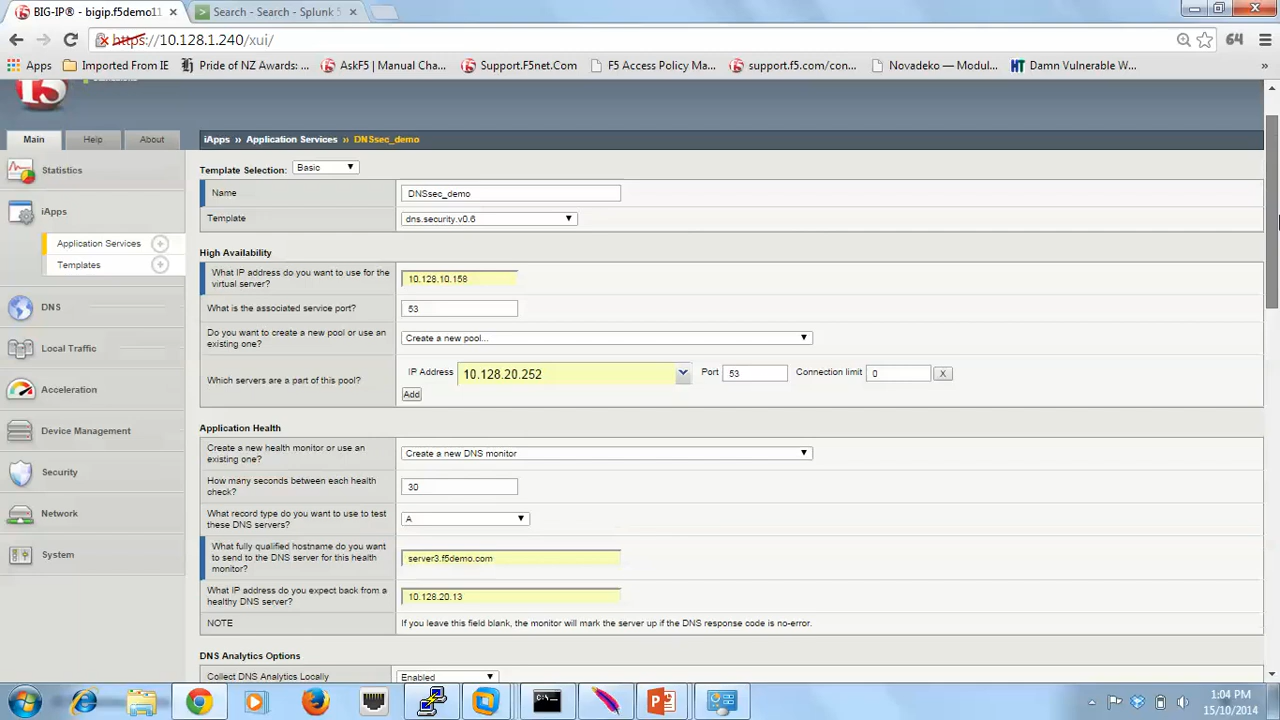 BIG-IP® - bigip.f5demo11
Search - Search - Splunk 5
https://10.128.1.240/xui/
64
Apps
Imported From IE
Pride of NZ Awards: ...
AskF5 | Manual Cha...
Support.F5net.Com
F5 Access Policy Ma...
support.f5.com/con...
Novadeko — Modul...
HT Damn Vulnerable W...
»
f5
Main
Help
About
iApps » Application Services » DNSsec_demo
Statistics
iApps
Application Services
Templates
DNS
Local Traffic
Acceleration
Device Management
Security
Network
System
Template Selection: Basic
Name
DNSsec_demo
Template
dns.security.v0.6
High Availability
What IP address do you want to use for the
virtual server?
10.128.10.158
What is the associated service port?
53
Do you want to create a new pool or use an
existing one?
Create a new pool...
Which servers are a part of this pool?
IP Address 10.128.20.252 Port 53 Connection limit 0 X
Add
Application Health
Create a new health monitor or use an
existing one?
Create a new DNS monitor
How many seconds between each health
check?
30
What record type do you want to use to test
these DNS servers?
A
What fully qualified hostname do you want
to send to the DNS server for this health
monitor?
server3.f5demo.com
What IP address do you expect back from a
healthy DNS server?
10.128.20.13
NOTE
If you leave this field blank, the monitor will mark the server up if the DNS response code is no-error.
DNS Analytics Options
Collect DNS Analytics Locally
Enabled
1:04 PM
15/10/2014